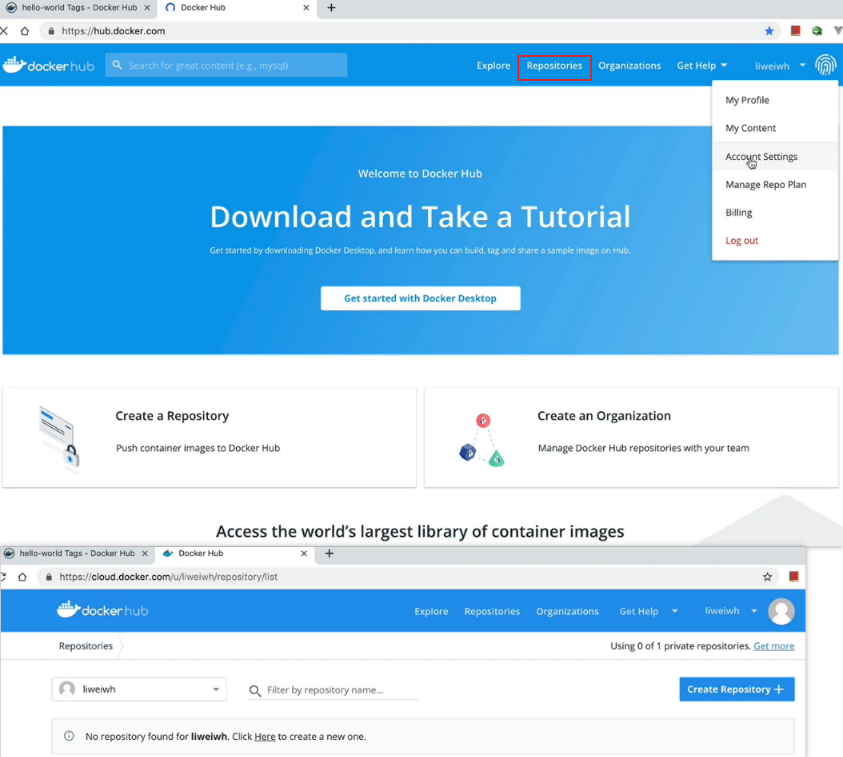 hello-world Tags - Docker Hub
Docker Hub
https://hub.docker.com
dockerhub
Search for great content (e.g., mysql)
Explore
Repositories
Organizations
Get Help
liweiwh
My Profile
My Content
Account Settings
Manage Repo Plan
Billing
Log out
Welcome to Docker Hub
Download and Take a Tutorial
Get started by downloading Docker Desktop, and learn how you can build, tag and share a sample image on Hub.
Get started with Docker Desktop
Create a Repository
Push container images to Docker Hub
Create an Organization
Manage Docker Hub repositories with your team
Access the world's largest library of container images
hello-world Tags - Docker Hub
Docker Hub
https://cloud.docker.com/u/liweiwh/repository/list
dockerhub
Explore
Repositories
Organizations
Get Help
liweiwh
Repositories
Using 0 of 1 private repositories. Get more
liweiwh
Filter by repository name...
Create Repository +
No repository found for liweiwh. Click Here to create a new one.